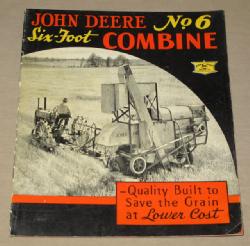 JOHN DEERE No 6
Six-Foot COMBINE
-Quality Built to
Save the Grain
at Lower Cost